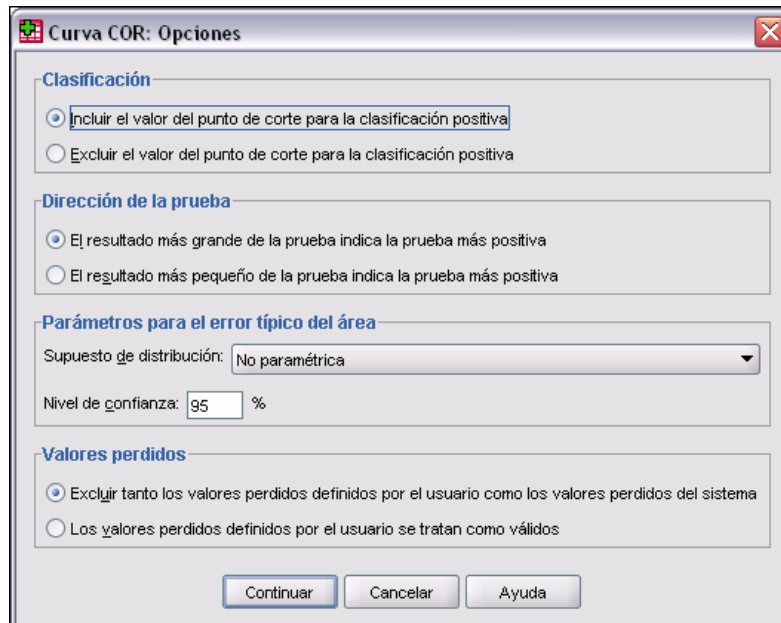 Curva COR: Opciones
Clasificación
Incluir el valor del punto de corte para la clasificación positiva
Excluir el valor del punto de corte para la clasificación positiva
Dirección de la prueba
El resultado más grande de la prueba indica la prueba más positiva
El resultado más pequeño de la prueba indica la prueba más positiva
Parámetros para el error típico del área
Supuesto de distribución: No paramétrica
Nivel de confianza: 95 %
Valores perdidos
Excluir tanto los valores perdidos definidos por el usuario como los valores perdidos del sistema
Los valores perdidos definidos por el usuario se tratan como válidos
Continuar Cancelar Ayuda